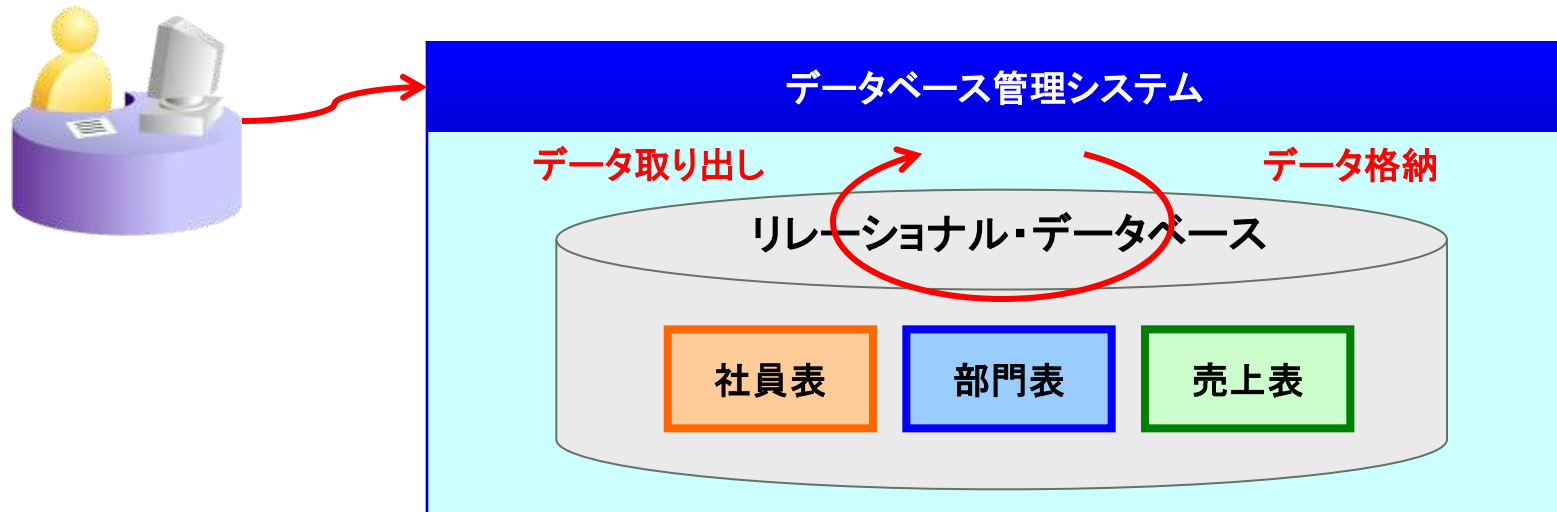 データベース管理システム
データ取り出し
データ格納
リレーショナル・データベース
社員表
部門表
売上表